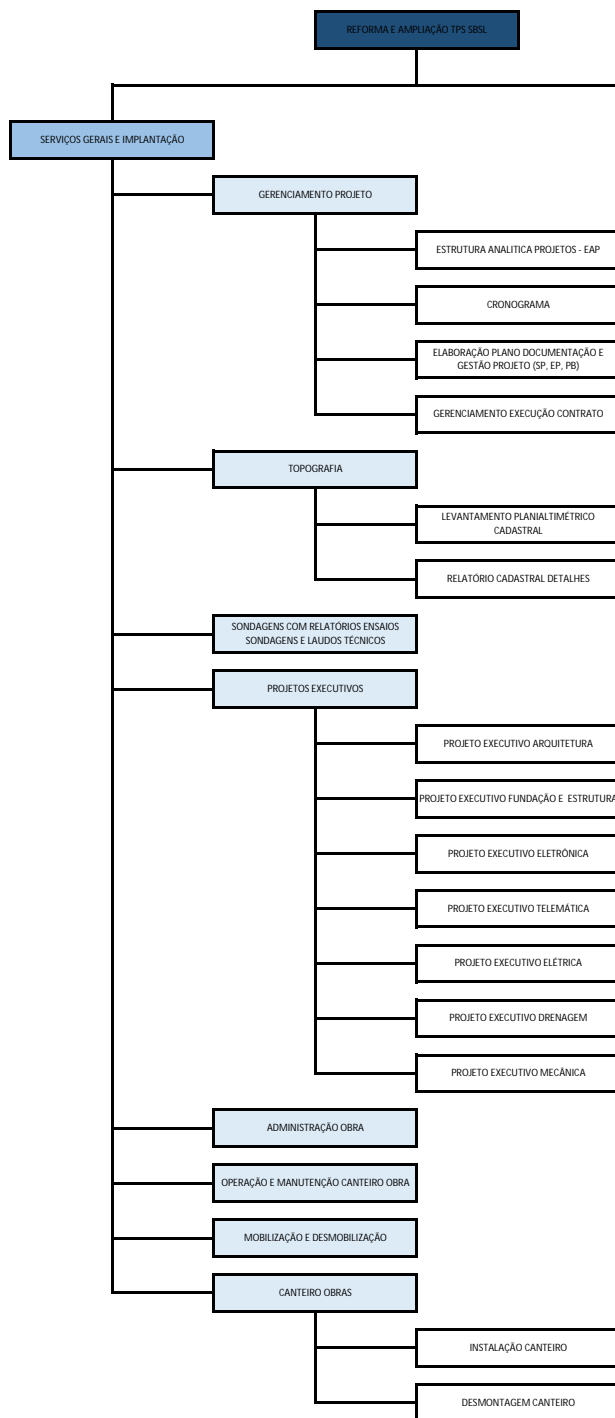 REFORMA E AMPLIAÇÃO TPS SBSL
SERVIÇOS GERAIS E IMPLANTAÇÃO
GERENCIAMENTO PROJETO
ESTRUTURA ANALITICA PROJETOS - EAP
CRONOGRAMA
ELABORAÇÃO PLANO DOCUMENTAÇÃO E
GESTÃO PROJETO (SP, EP, PB)
GERENCIAMENTO EXECUÇÃO CONTRATO
TOPOGRAFIA
LEVANTAMENTO PLANIALTIMÉTRICO
CADASTRAL
RELATÓRIO CADASTRAL DETALHES
SONDAGENS COM RELATÓRIOS ENSAIOS
SONDAGENS E LAUDOS TÉCNICOS
PROJETOS EXECUTIVOS
PROJETO EXECUTIVO ARQUITETURA
PROJETO EXECUTIVO FUNDAÇÃO E ESTRUTURA
PROJETO EXECUTIVO ELETRÔNICA
PROJETO EXECUTIVO TELEMÁTICA
PROJETO EXECUTIVO ELÉTRICA
PROJETO EXECUTIVO DRENAGEM
PROJETO EXECUTIVO MECÂNICA
ADMINISTRAÇÃO OBRA
OPERAÇÃO E MANUTENÇÃO CANTEIRO OBRA
MOBILIZAÇÃO E DESMOBILIZAÇÃO
CANTEIRO OBRAS
INSTALAÇÃO CANTEIRO
DESMONTAGEM CANTEIRO